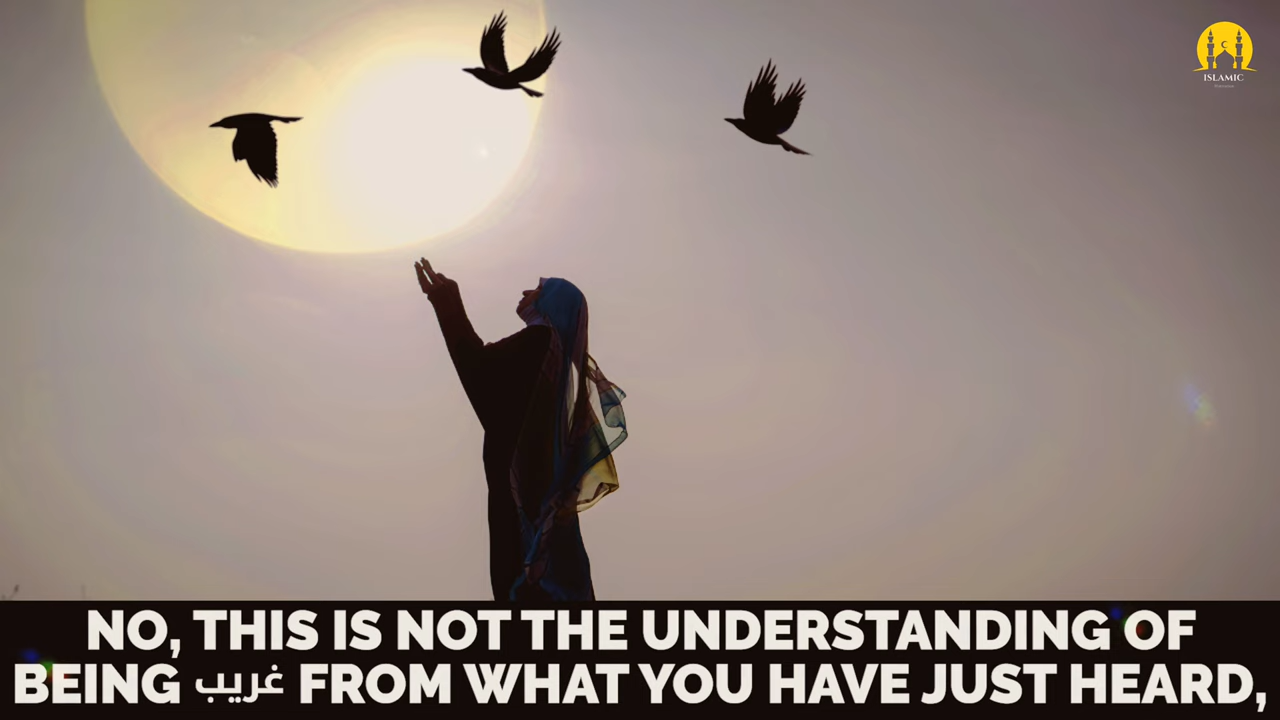 ISLAMIC
NO, THIS IS NOT THE UNDERSTANDING OF
BEING غريب FROM WHAT YOU HAVE JUST HEARD,